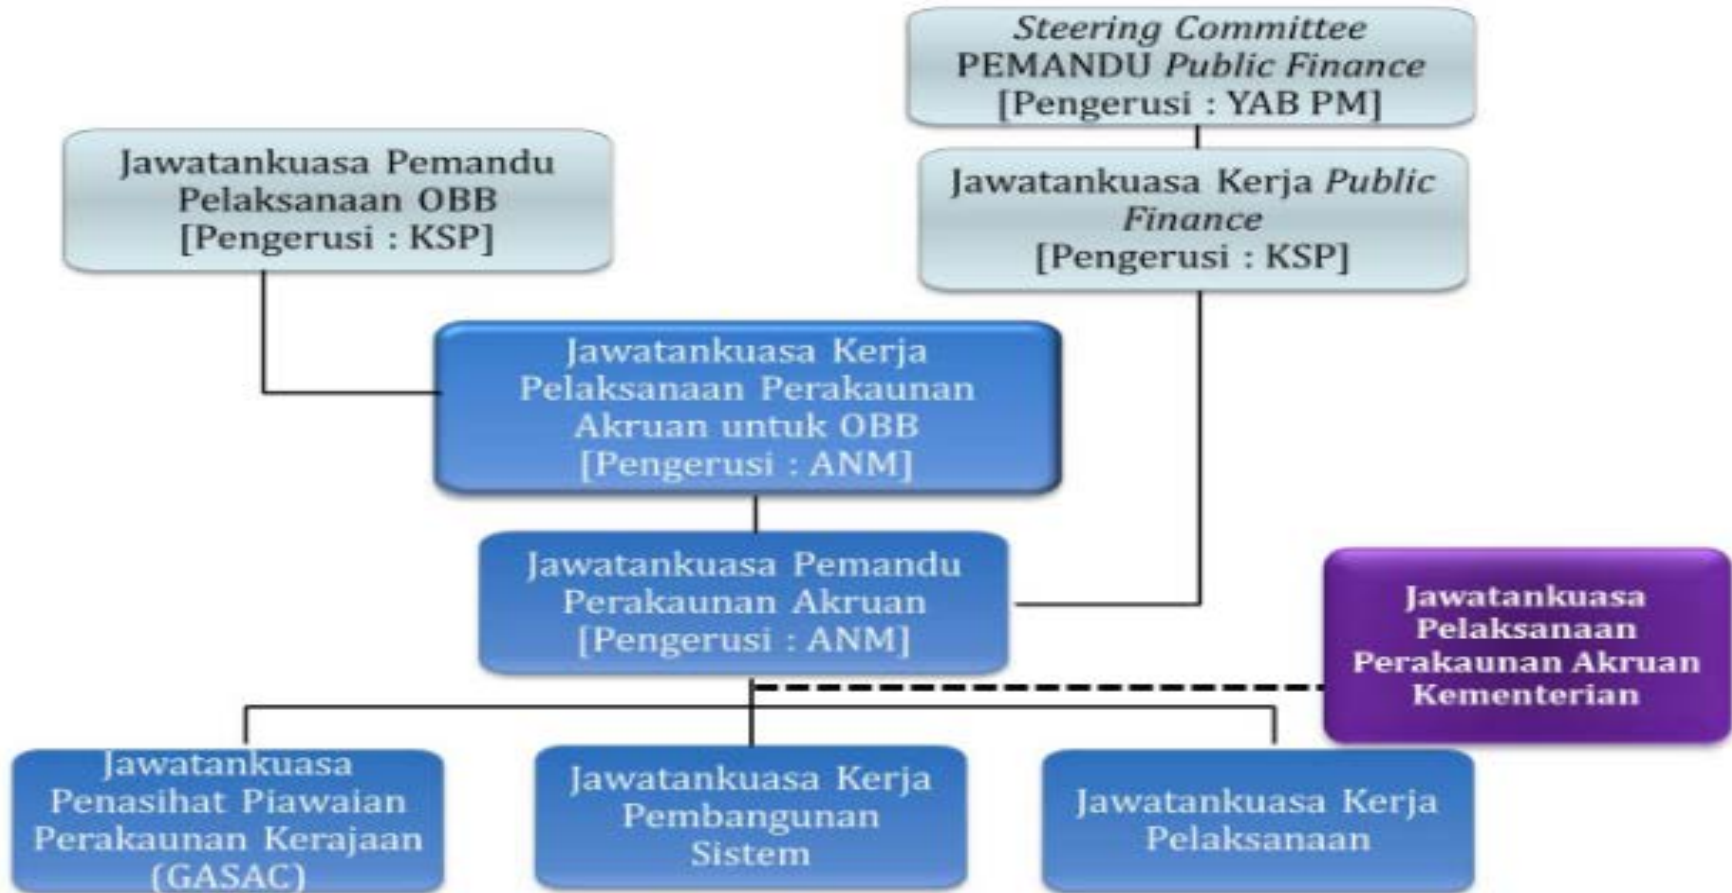 Steering Committee
PEMANDU Public Finance
[Pengerusi : YAB PM]
Jawatankuasa Pemandu
Pelaksanaan OBB
[Pengerusi : KSP]
Jawatankuasa Kerja Public
Finance
[Pengerusi : KSP]
Jawatankuasa Kerja
Pelaksanaan Perakaunan
Akruan untuk OBB
[Pengerusi : ANM]
Jawatankuasa Pemandu
Perakaunan Akruan
[Pengerusi : ANM]
Jawatankuasa
Pelaksanaan
Perakaunan Akruan
Kementerian
Jawatankuasa
Penasihat Piawaian
Perakaunan Kerajaan
(GASAC)
Jawatankuasa Kerja
Pembangunan
Sistem
Jawatankuasa Kerja
Pelaksanaan